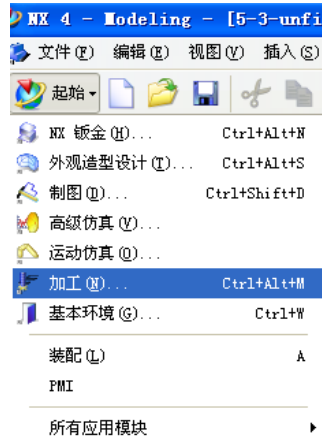 NX 4 - Modeling - [5-3-unfi
文件(F) 编辑(E) 视图(V) 插入(S)
起始
NX 钣金(H)... Ctrl+Alt+N
外观造型设计(T)... Ctrl+Alt+S
制图(D)... Ctrl+Shift+D
高级仿真(V)...
运动仿真(O)...
加工(N)... Ctrl+Alt+M
基本环境(G)... Ctrl+W
装配(L) A
PMI
所有应用模块